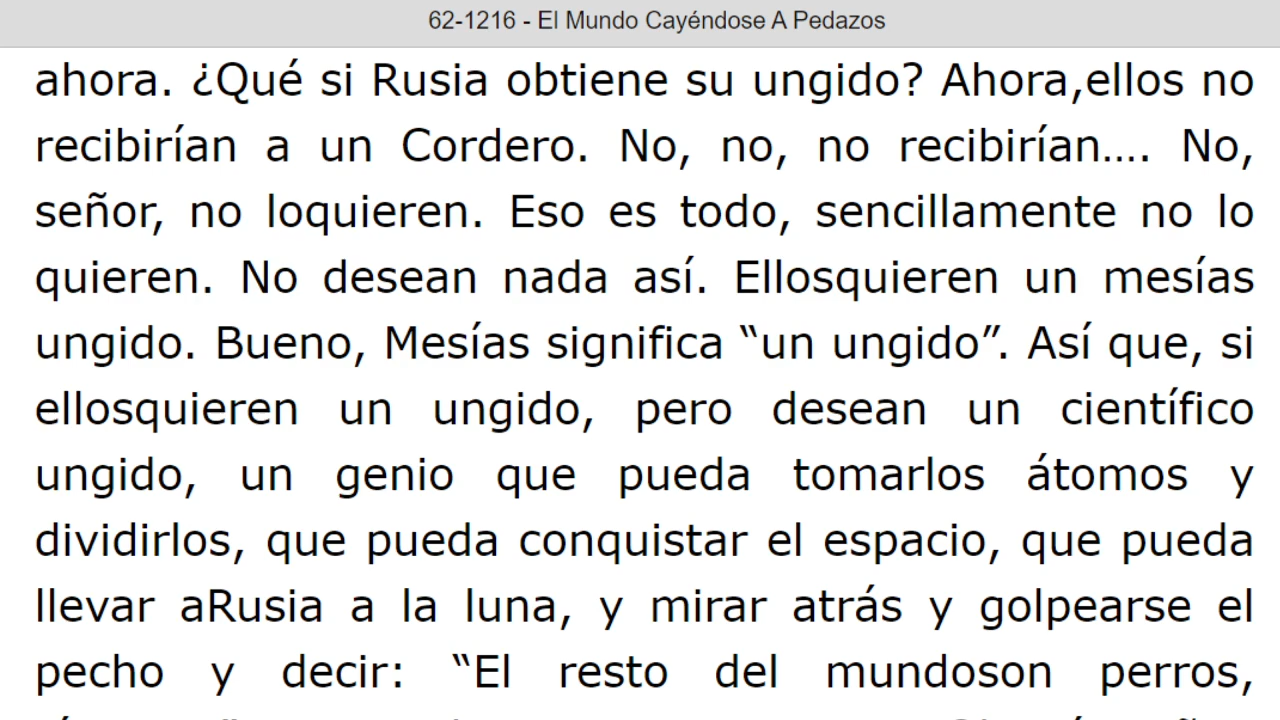 62-1216 - El Mundo Cayéndose A Pedazos
ahora. ¿Qué si Rusia obtiene su ungido? Ahora,ellos no
recibirían a un Cordero. No, no, no recibirían.... No,
señor, no loquieren. Eso es todo, sencillamente no lo
quieren. No desean nada así. Ellosquieren un mesías
ungido. Bueno, Mesías significa “un ungido”. Así que, si
ellosquieren un ungido, pero desean un científico
ungido, un genio que pueda tomarlos átomos y
dividirlos, que pueda conquistar el espacio, que pueda
llevar aRusia a la luna, y mirar atrás y golpearse el
pecho y decir: “El resto del mundoson perros,